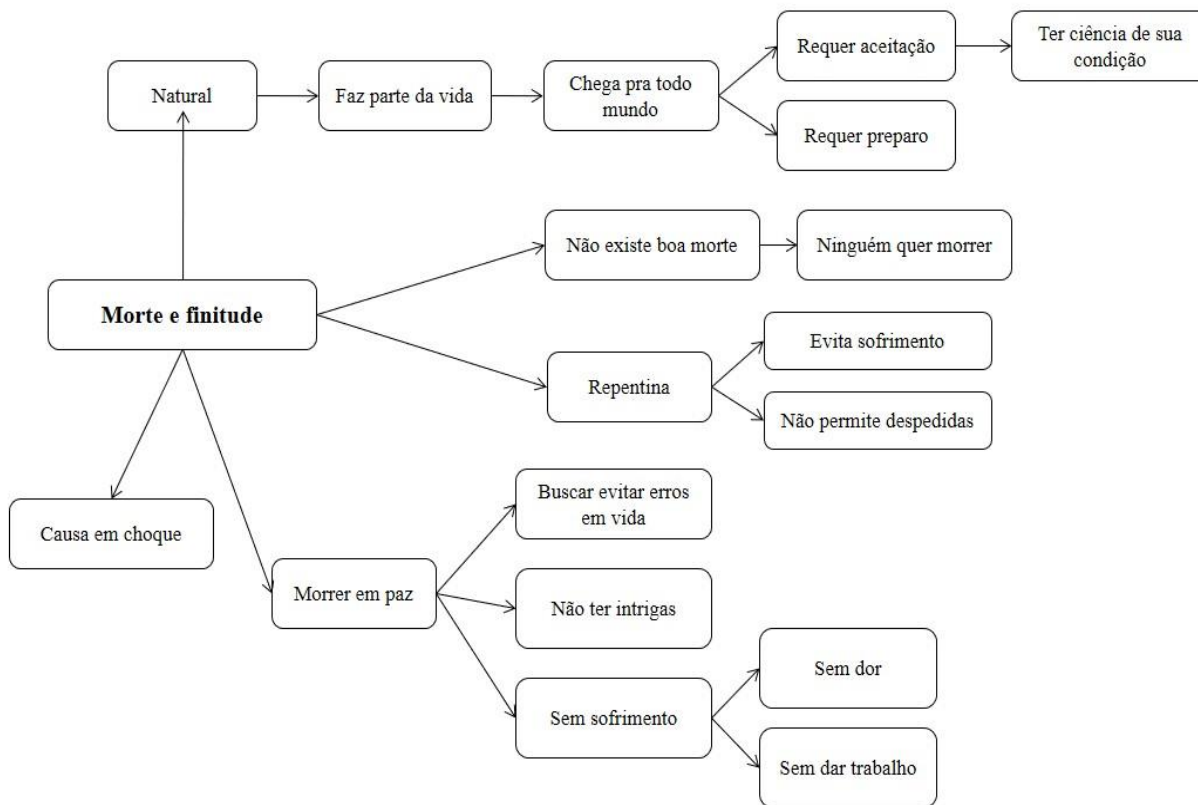 Requer aceitação
Ter ciência de sua
condição
Natural
Faz parte da vida
Chega pra todo
mundo
Requer preparo
Não existe boa morte
Ninguém quer morrer
Morte e finitude
Evita sofrimento
Repentina
Não permite despedidas
Buscar evitar erros
em vida
Causa em choque
Morrer em paz
Não ter intrigas
Sem dor
Sem sofrimento
Sem dar trabalho